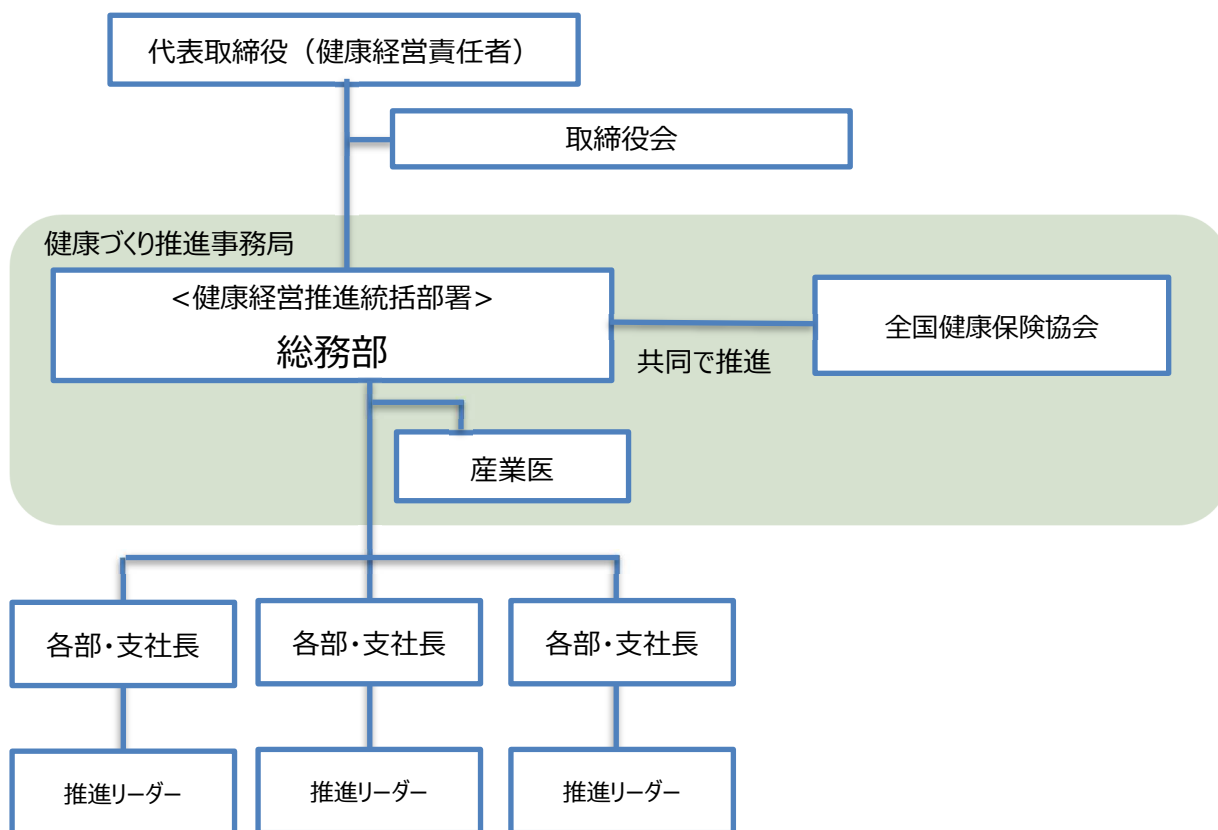 代表取締役（健康経営責任者）
取締役会
健康づくり推進事務局
<健康経営推進統括部署>
総務部
共同で推進
全国健康保険協会
産業医
各部・支社長
各部・支社長
各部・支社長
推進リーダー
推進リーダー
推進リーダー